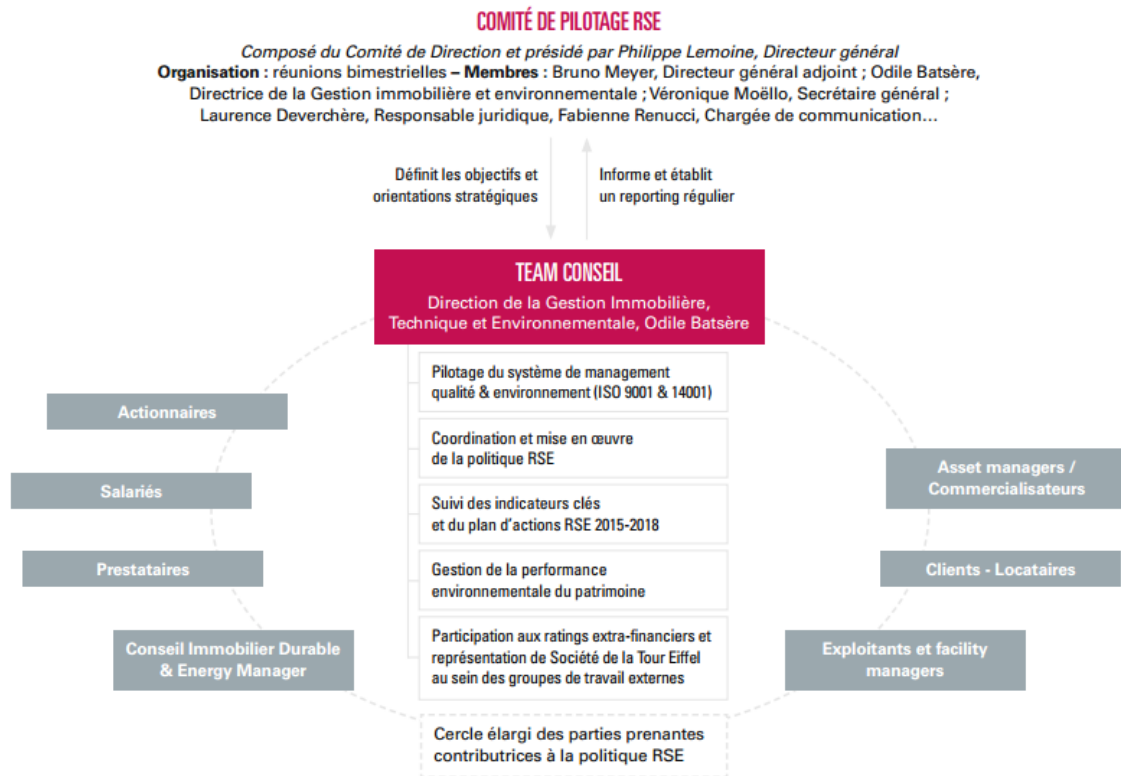 COMITÉ DE PILOTAGE RSE
Composé du Comité de Direction et présidé par Philippe Lemoine, Directeur général
Organisation : réunions bimestrielles – Membres : Bruno Meyer, Directeur général adjoint ; Odile Batsère,
Directrice de la Gestion immobilière et environnementale ; Véronique Moëllo, Secrétaire général ;
Laurence Deverchère, Responsable juridique, Fabienne Renucci, Chargée de communication…
Définit les objectifs et
orientations stratégiques
Informe et établit
un reporting régulier
TEAM CONSEIL
Direction de la Gestion Immobilière,
Technique et Environnementale, Odile Batsère
Pilotage du système de management
qualité & environnement (ISO 9001 & 14001)
Coordination et mise en œuvre
de la politique RSE
Suivi des indicateurs clés
et du plan d'actions RSE 2015-2018
Gestion de la performance
environnementale du patrimoine
Participation aux ratings extra-financiers et
représentation de Société de la Tour Eiffel
au sein des groupes de travail externes
Actionnaires
Salariés
Prestataires
Conseil Immobilier Durable
& Energy Manager
Asset managers /
Commercialisateurs
Clients - Locataires
Exploitants et facility
managers
Cercle élargi des parties prenantes
contributrices à la politique RSE